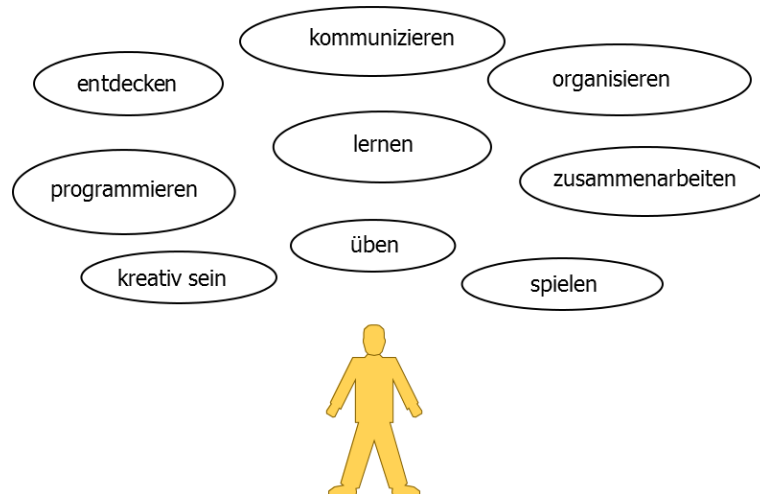 kommunizieren
entdecken
organisieren
lernen
programmieren
zusammenarbeiten
üben
kreativ sein
spielen